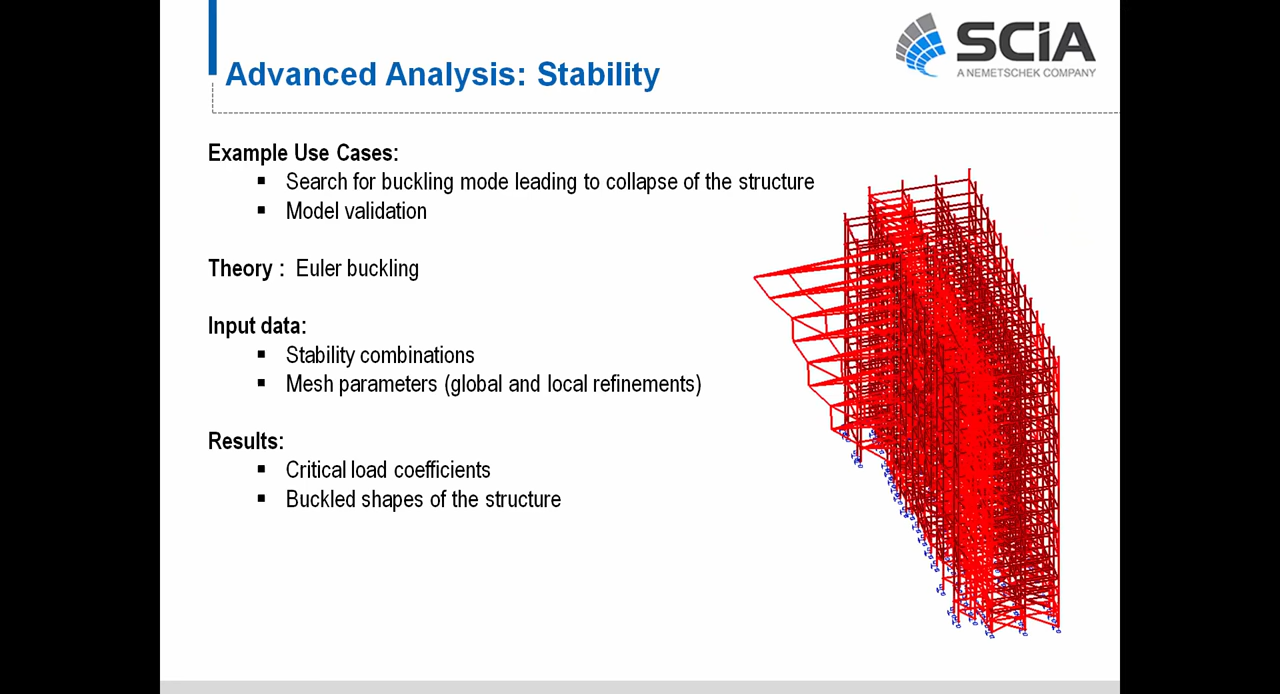 SCiA
A NEMETSCHEK COMPANY
Advanced Analysis: Stability
Example Use Cases:
▪ Search for buckling mode leading to collapse of the structure
▪ Model validation
Theory : Euler buckling
Input data:
▪ Stability combinations
▪ Mesh parameters (global and local refinements)
Results:
▪ Critical load coefficients
▪ Buckled shapes of the structure